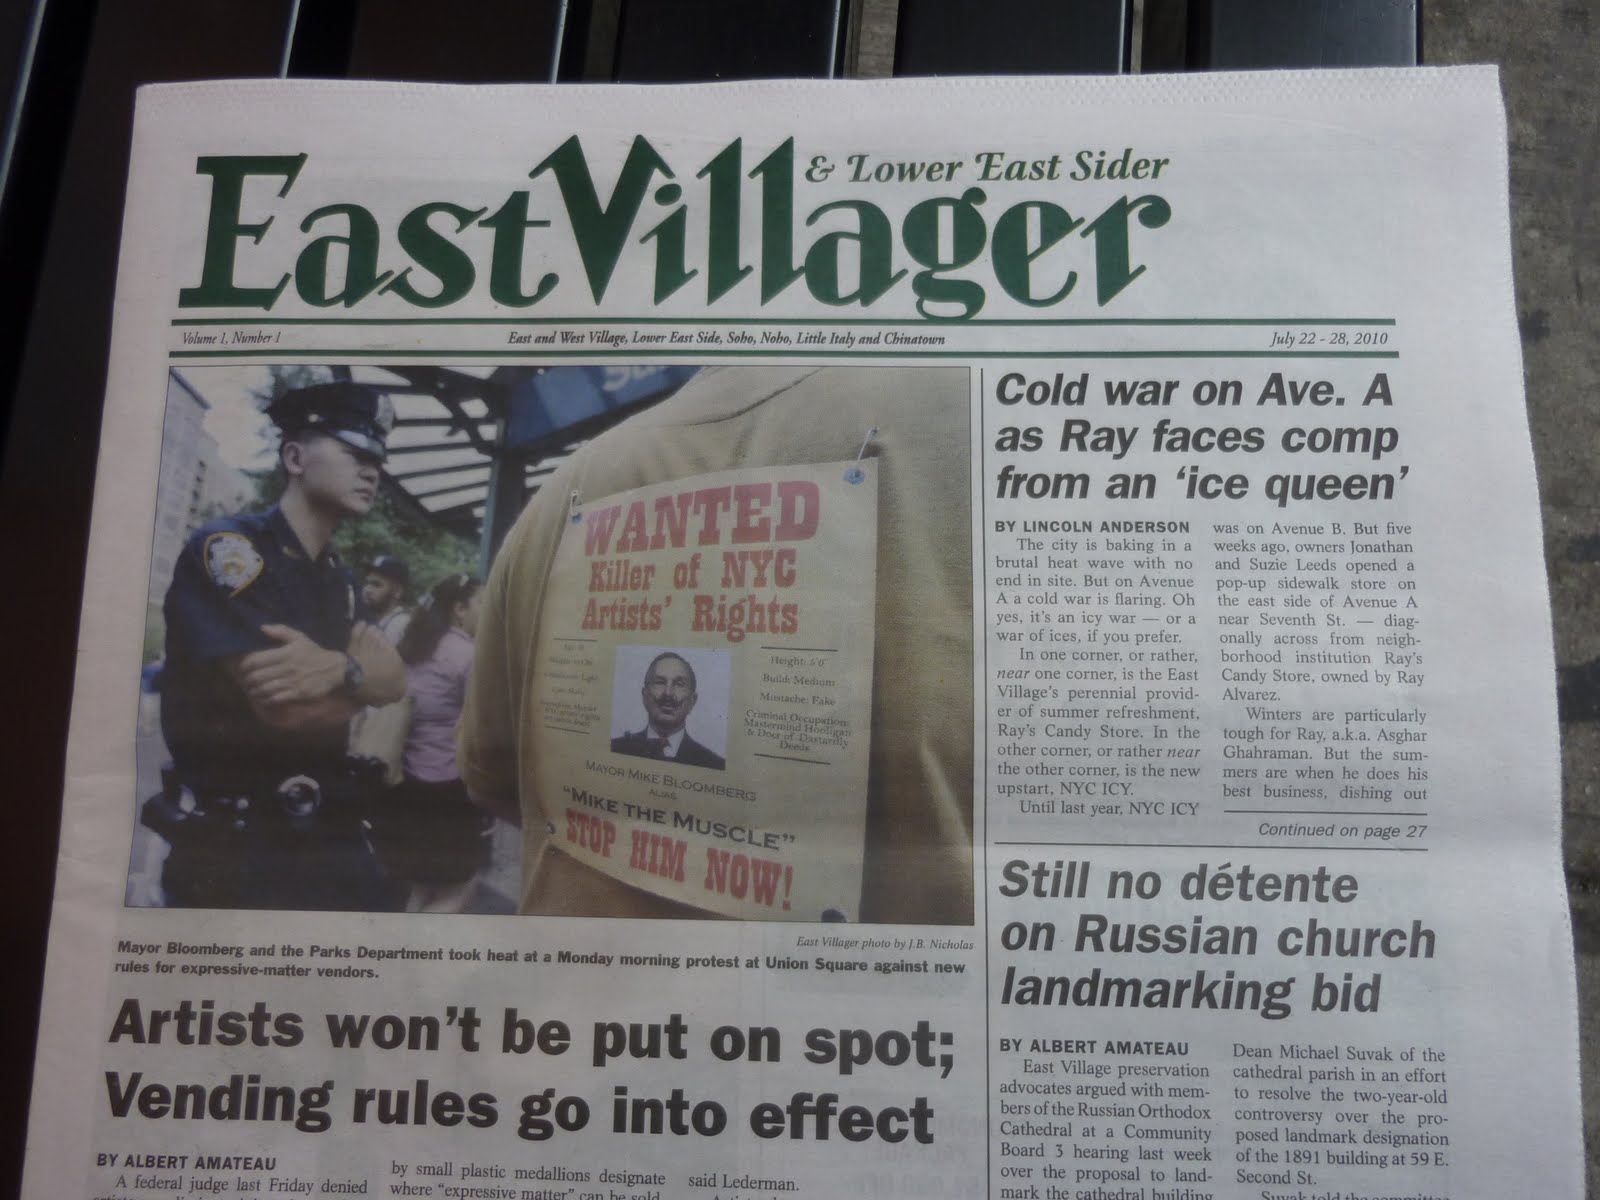 East Villager
& Lower East Sider
Volume 1, Number 1
East and West Village, Lower East Side, Soho, Noho, Little Italy and Chinatown
July 22 - 28, 2010
WANTED
Killer of NYC
Artists' Rights
Height: 5'0"
Build: Medium
Mustache: Fake
Criminal Occupation:
Mastermind Hooligan
& Doer of Dastardly
Deeds
MAYOR MIKE BLOOMBERG
ALIAS
"MIKE THE MUSCLE"
STOP HIM NOW!
East Villager photo by J.B. Nicholas
Mayor Bloomberg and the Parks Department took heat at a Monday morning protest at Union Square against new
rules for expressive-matter vendors.
Artists won't be put on spot;
Vending rules go into effect
BY ALBERT AMATEAU
A federal judge last Friday denied
by small plastic medallions designate
where "expressive matter" can be sold
said Lederman.
Cold war on Ave. A
as Ray faces comp
from an 'ice queen'
BY LINCOLN ANDERSON
The city is baking in a
brutal heat wave with no
end in site. But on Avenue
A a cold war is flaring. Oh
yes, it's an icy war — or a
war of ices, if you prefer.
In one corner, or rather,
near one corner, is the East
Village's perennial provid-
er of summer refreshment,
Ray's Candy Store. In the
other corner, or rather near
the other corner, is the new
upstart, NYC ICY.
Until last year, NYC ICY
was on Avenue B. But five
weeks ago, owners Jonathan
and Suzie Leeds opened a
pop-up sidewalk store on
the east side of Avenue A
near Seventh St. — diag-
onally across from neigh-
borhood institution Ray's
Candy Store, owned by Ray
Alvarez.
Winters are particularly
tough for Ray, a.k.a. Asghar
Ghahraman. But the sum-
mers are when he does his
best business, dishing out
Continued on page 27
Still no détente
on Russian church
landmarking bid
BY ALBERT AMATEAU
East Village preservation
advocates argued with mem-
bers of the Russian Orthodox
Cathedral at a Community
Board 3 hearing last week
over the proposal to land-
mark the cathedral building
Dean Michael Suvak of the
cathedral parish in an effort
to resolve the two-year-old
controversy over the pro-
posed landmark designation
of the 1891 building at 59 E.
Second St.
Suvak told the committee